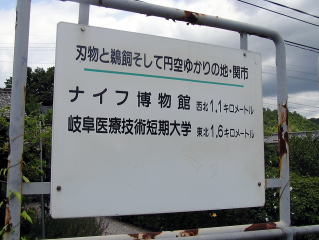 刃物と鵜飼そして円空ゆかりの地・関市
ナイフ博物館 西北1.1キロメートル
岐阜医療技術短期大学 東北1.6キロメートル